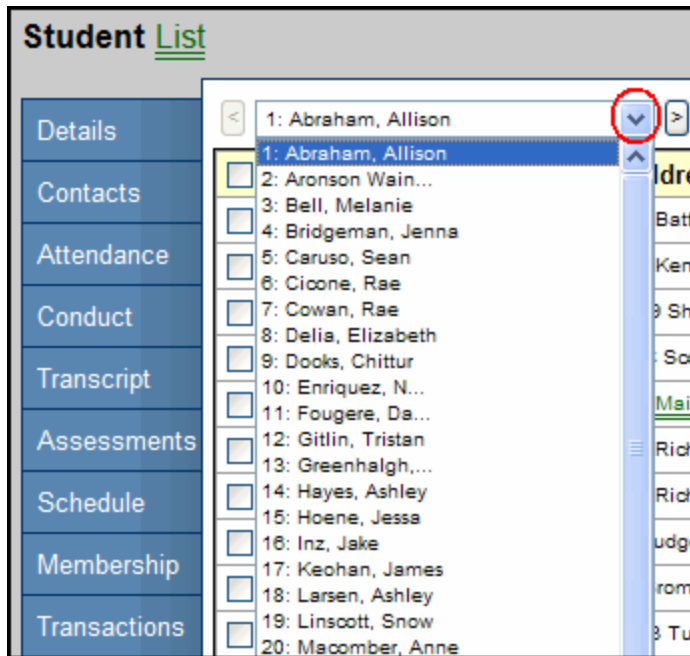 Student List
Details
Contacts
Attendance
Conduct
Transcript
Assessments
Schedule
Membership
Transactions
<
1: Abraham, Allison
>
1: Abraham, Allison
2: Aronson Wain...
3: Bell, Melanie
4: Bridgeman, Jenna
5: Caruso, Sean
6: Cicone, Rae
7: Cowan, Rae
8: Delia, Elizabeth
9: Dooks, Chittur
10: Enriquez, N...
11: Fougere, Da...
12: Gitlin, Tristan
13: Greenhalgh,...
14: Hayes, Ashley
15: Hoene, Jessa
16: Inz, Jake
17: Keohan, James
18: Larsen, Ashley
19: Linscott, Snow
20: Macomber, Anne